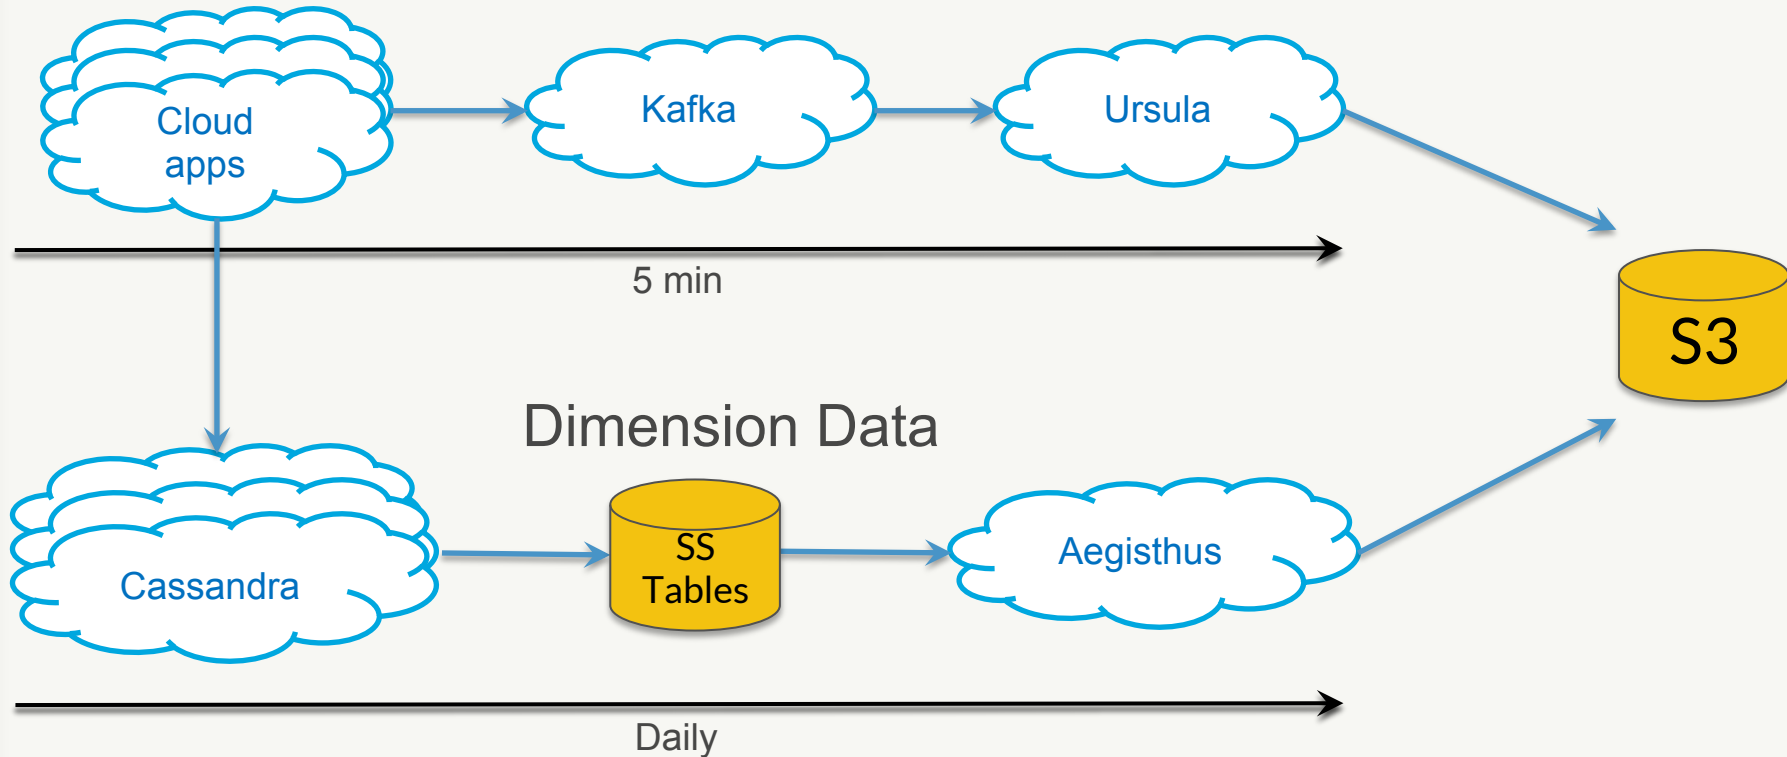 Cloud
apps
Kafka
Ursula
5 min
S3
Dimension Data
Cassandra
SS
Tables
Aegisthus
Daily